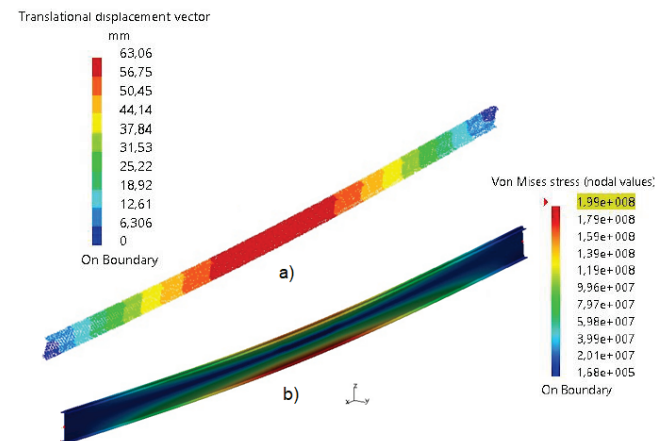 Translational displacement vector
mm
63,06
56,75
50,45
44,14
37,84
31,53
25,22
18,92
12,61
6,306
0
On Boundary
a)
Von Mises stress (nodal values)
1,99e+008
1,79e+008
1,59e+008
1,39e+008
1,19e+008
9,96e+007
7,97e+007
5,98e+007
3,99e+007
2,01e+007
1,68e+005
On Boundary
b)
z
x
y